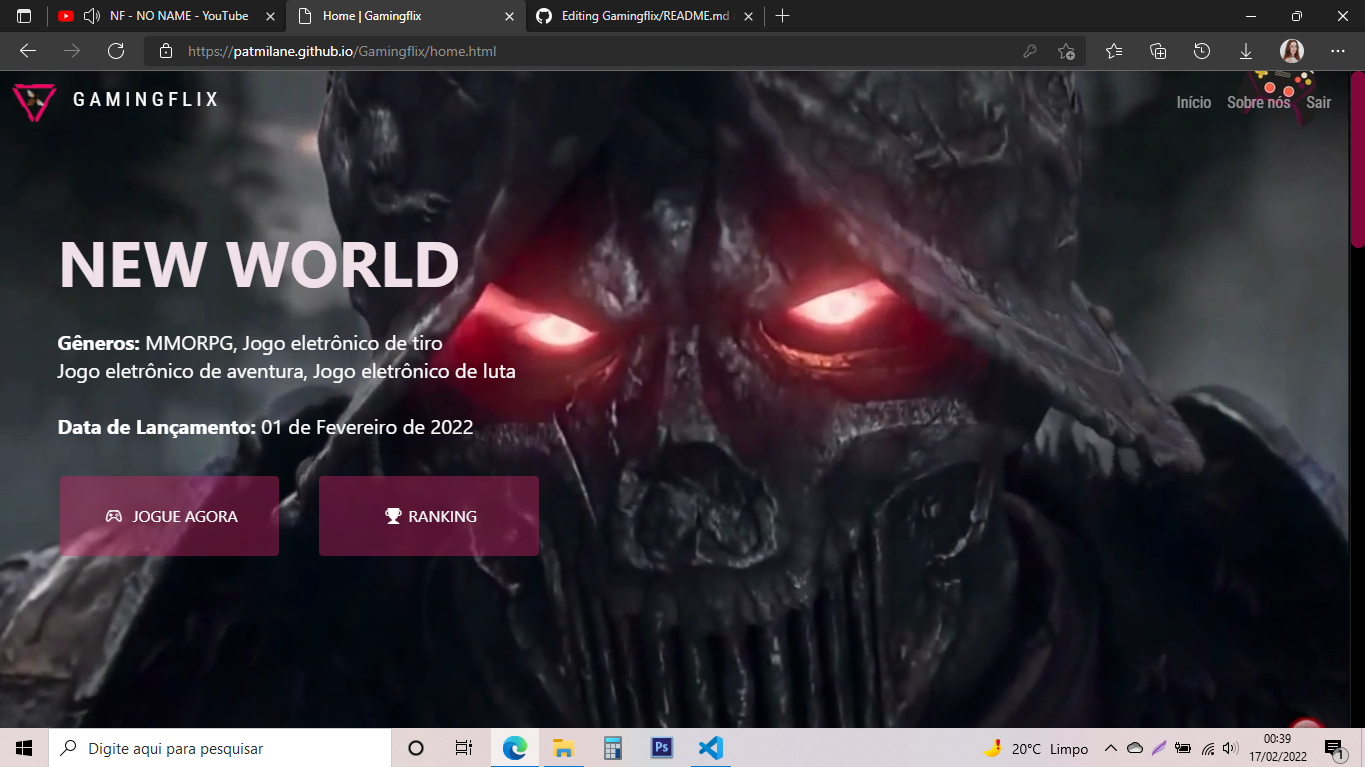 NF - NO NAME - YouTube
Home | Gamingflix
Editing Gamingflix/README.md
https://patmilane.github.io/Gamingflix/home.html
GAMINGFLIX
Início Sobre nós Sair
NEW WORLD
Gêneros: MMORPG, Jogo eletrônico de tiro
Jogo eletrônico de aventura, Jogo eletrônico de luta
Data de Lançamento: 01 de Fevereiro de 2022
JOGUE AGORA
RANKING
Digite aqui para pesquisar
Ps
20°C Limpo
00:39
17/02/2022
1